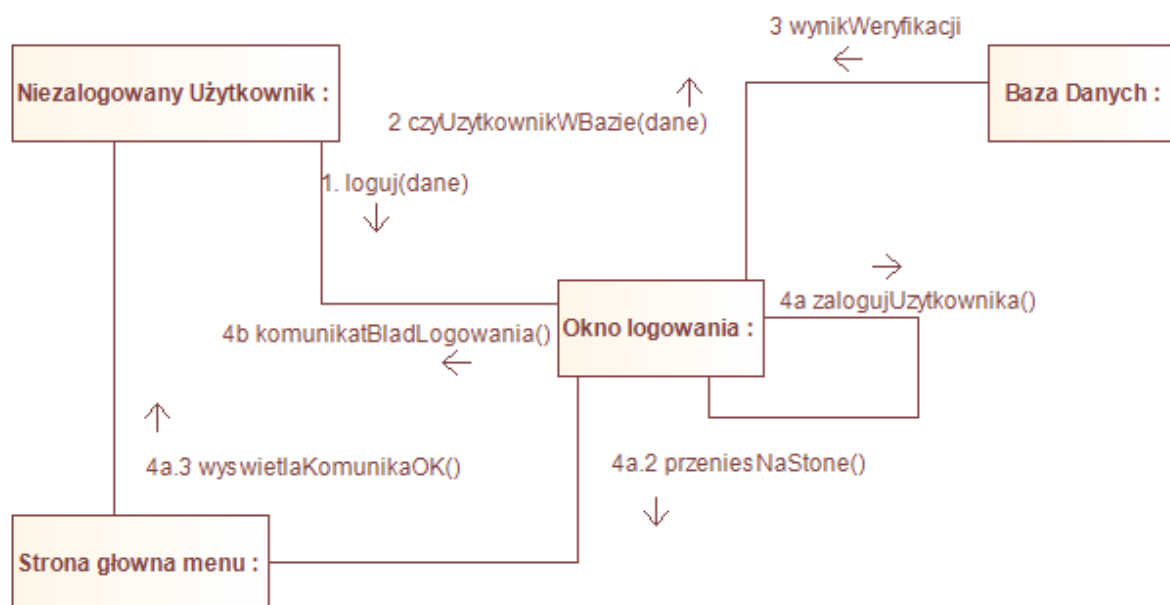 3 wynikWeryfikacji
Niezalogowany Użytkownik :
Baza Danych :
2 czyUzytkownikWBazie(dane)
1. loguj(dane)
4a zalogujUzytkownika()
4b komunikatBladLogowania()
Okno logowania :
4a.3 wyswietlaKomunikaOK()
4a.2 przeniesNaStone()
Strona głowna menu :